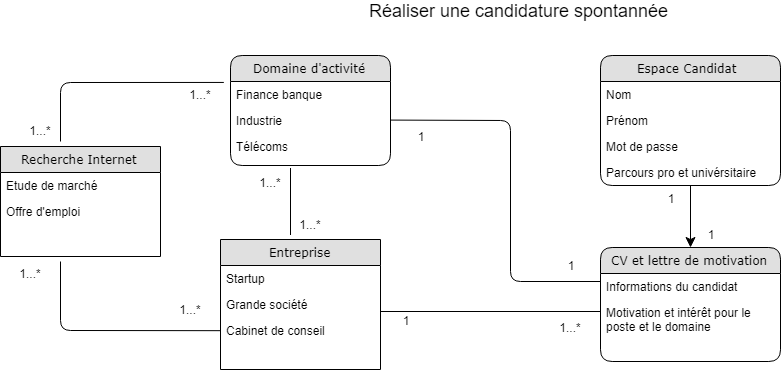 Réaliser une candidature spontannée
Domaine d'activité
Finance banque
Industrie
Télécoms
Espace Candidat
Nom
Prénom
Mot de passe
Parcours pro et univérsitaire
1...*
1...*
1
Recherche Internet
Etude de marché
Offre d'emploi
1...*
1...*
1
1
Entreprise
Startup
Grande société
Cabinet de conseil
CV et lettre de motivation
Informations du candidat
Motivation et intérêt pour le
poste et le domaine
1
1...*
1...*
1
1...*